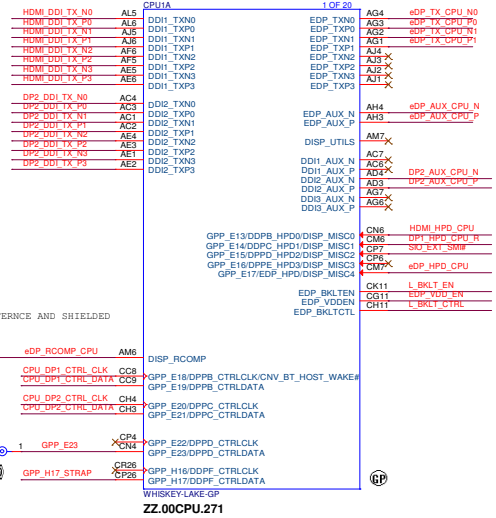 CPU1A 1 OF 20
HDMI_DDI_TX_N0 AL5 DDI1_TXN0 EDP_TXN0 AG4 eDP_TX_CPU_N0
HDMI_DDI_TX_P0 AL6 DDI1_TXP0 EDP_TXP0 AG3 eDP_TX_CPU_P0
HDMI_DDI_TX_N1 AJ5 DDI1_TXN1 EDP_TXN1 AG2 eDP_TX_CPU_N1
HDMI_DDI_TX_P1 AJ6 DDI1_TXP1 EDP_TXP1 AG1 eDP_TX_CPU_P1
HDMI_DDI_TX_N2 AF6 DDI1_TXN2 EDP_TXN2 AJ4
HDMI_DDI_TX_P2 AF5 DDI1_TXP2 EDP_TXP2 AJ3
HDMI_DDI_TX_N3 AE5 DDI1_TXN3 EDP_TXN3 AJ2
HDMI_DDI_TX_P3 AE6 DDI1_TXP3 EDP_TXP3 AJ1
DP2_DDI_TX_N0 AC4 DDI2_TXN0
DP2_DDI_TX_P0 AC3 DDI2_TXP0 EDP_AUX_N AH4 eDP_AUX_CPU_N
DP2_DDI_TX_N1 AC1 DDI2_TXN1 EDP_AUX_P AH3 eDP_AUX_CPU_P
DP2_DDI_TX_P1 AC2 DDI2_TXP1
DP2_DDI_TX_N2 AE4 DDI2_TXN2 DISP_UTILS AM7
DP2_DDI_TX_P2 AE3 DDI2_TXP2
DP2_DDI_TX_N3 AE1 DDI2_TXN3 DDI1_AUX_N AC7
DP2_DDI_TX_P3 AE2 DDI2_TXP3 DDI1_AUX_P AC6
DDI2_AUX_N AD4 DP2_AUX_CPU_N
DDI2_AUX_P AD3 DP2_AUX_CPU_P
DDI3_AUX_N AG7
DDI3_AUX_P AG6
GPP_E13/DDPB_HPD0/DISP_MISC0 CN6 HDMI_HPD_CPU
GPP_E14/DDPC_HPD1/DISP_MISC1 CM6 DP1_HPD_CPU_R
GPP_E15/DDPD_HPD2/DISP_MISC2 CP7 SIO_EXT_SMI#
GPP_E16/DDPE_HPD3/DISP_MISC3 CP6
GPP_E17/EDP_HPD/DISP_MISC4 CM7 eDP_HPD_CPU
EDP_BKLTEN CK11 L_BKLT_EN
EDP_VDDEN CG11 EDP_VDD_EN
EDP_BKLTCTL CH11 L_BKLT_CTRL
ERNCE AND SHIELDED
eDP_RCOMP_CPU AM6 DISP_RCOMP
CPU_DP1_CTRL_CLK CC8 GPP_E18/DPPB_CTRLCLK/CNV_BT_HOST_WAKE#
CPU_DP1_CTRL_DATA CC9 GPP_E19/DPPB_CTRLDATA
CPU_DP2_CTRL_CLK CH4 GPP_E20/DPPC_CTRLCLK
CPU_DP2_CTRL_DATA CH3 GPP_E21/DPPC_CTRLDATA
CP4 GPP_E22/DPPD_CTRLCLK
1 GPP_E23 CN4 GPP_E23/DPPD_CTRLDATA
CR26 GPP_H16/DDPF_CTRLCLK
GPP_H17_STRAP CP26 GPP_H17/DDPF_CTRLDATA
GP
WHISKEY-LAKE-GP
ZZ.00CPU.271